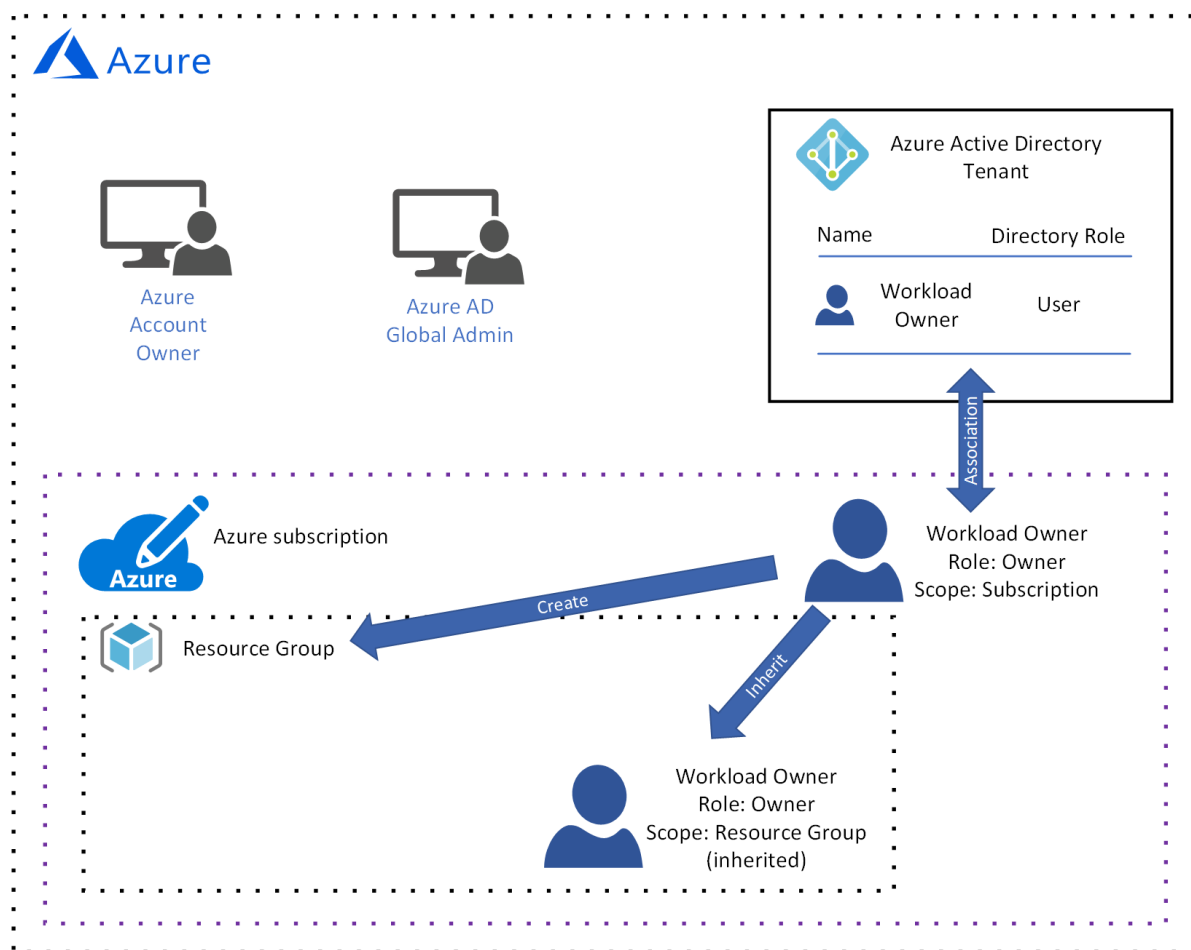 Azure
Azure Active Directory
Tenant
Name
Directory Role
Workload
Owner
User
Azure
Account
Owner
Azure AD
Global Admin
Association
Azure
Azure subscription
Workload Owner
Role: Owner
Scope: Subscription
Create
Resource Group
Inherit
Workload Owner
Role: Owner
Scope: Resource Group
(inherited)